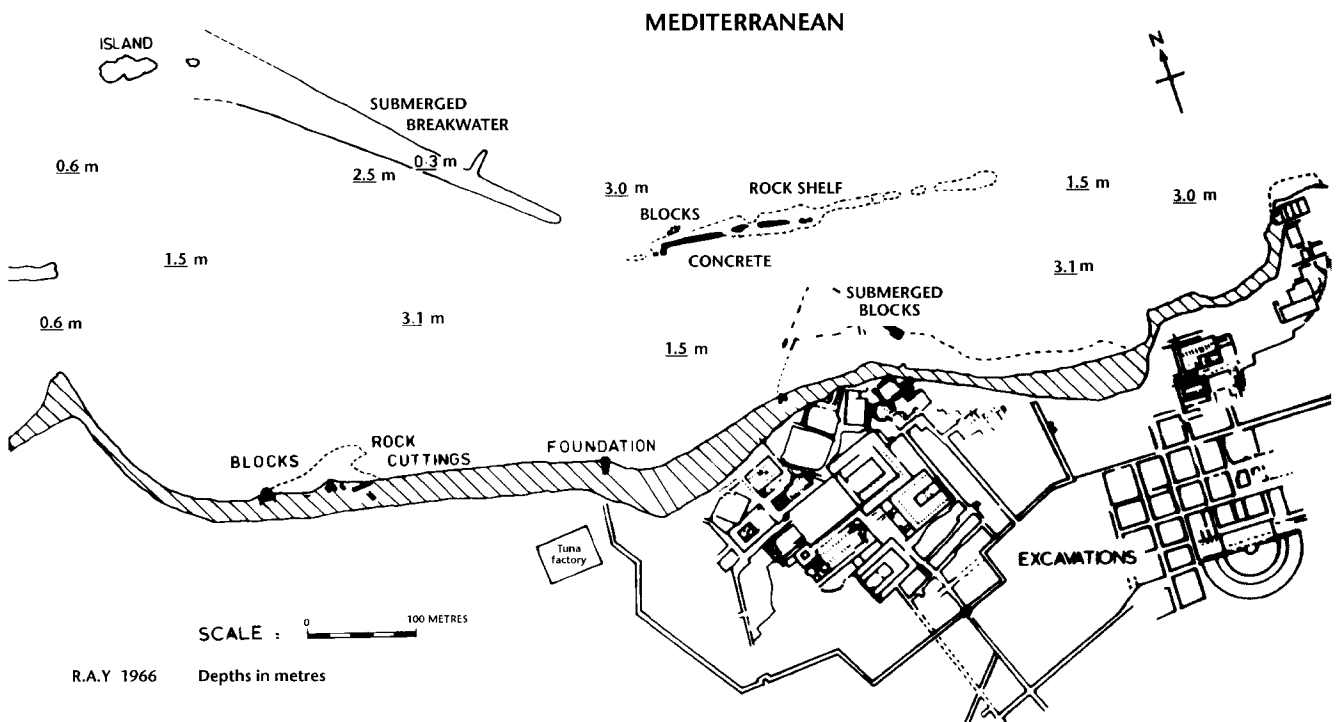 MEDITERRANEAN
ISLAND
N
SUBMERGED
BREAKWATER
0.6 m
2.5 m
0.3 m
3.0 m
ROCK SHELF
1.5 m
3.0 m
BLOCKS
CONCRETE
1.5 m
3.1 m
0.6 m
3.1 m
SUBMERGED
BLOCKS
1.5 m
BLOCKS
ROCK
CUTTINGS
FOUNDATION
Tuna
factory
EXCAVATIONS
SCALE :
0
100 METRES
R.A.Y 1966
Depths in metres